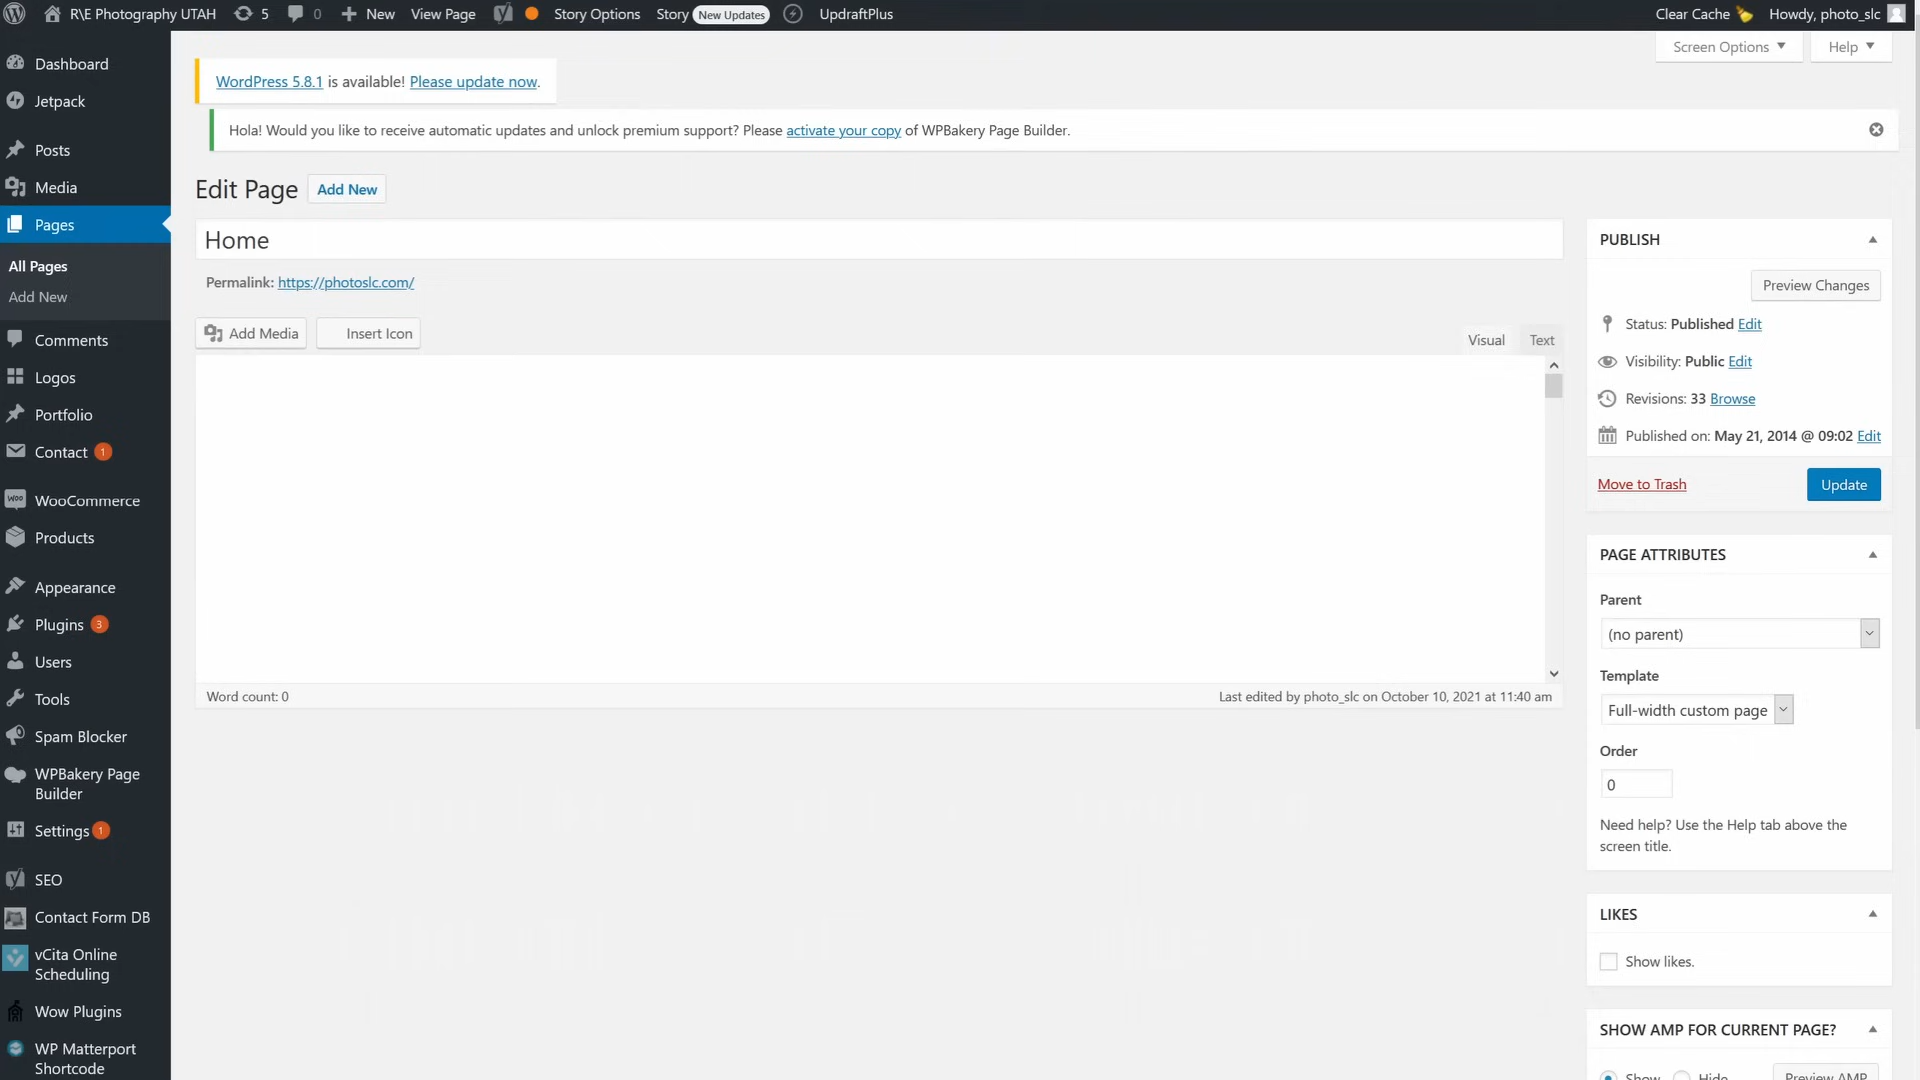 R\E Photography UTAH 5 0 New View Page Story Options Story New Updates UpdraftPlus Clear Cache Howdy, photo_slc
Screen Options Help
Dashboard
Jetpack
Posts
Media
Pages
All Pages
Add New
Comments
Logos
Portfolio
Contact 1
WooCommerce
Products
Appearance
Plugins 3
Users
Tools
Spam Blocker
WPBakery Page
Builder
Settings 1
SEO
Contact Form DB
vCita Online
Scheduling
Wow Plugins
WP Matterport
Shortcode
WordPress 5.8.1 is available! Please update now.
Hola! Would you like to receive automatic updates and unlock premium support? Please activate your copy of WPBakery Page Builder.
Edit Page Add New
Home
Permalink: https://photoslc.com/
Add Media Insert Icon
Visual Text
Word count: 0 Last edited by photo_slc on October 10, 2021 at 11:40 am
PUBLISH
Preview Changes
Status: Published Edit
Visibility: Public Edit
Revisions: 33 Browse
Published on: May 21, 2014 @ 09:02 Edit
Move to Trash Update
PAGE ATTRIBUTES
Parent
(no parent)
Template
Full-width custom page
Order
0
Need help? Use the Help tab above the
screen title.
LIKES
Show likes.
SHOW AMP FOR CURRENT PAGE?
Show Hide Preview AMP